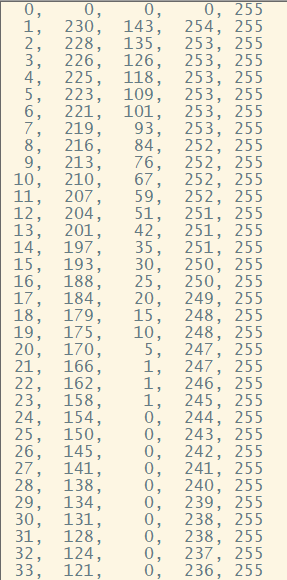 0, 0, 0, 0, 255
1, 230, 143, 254, 255
2, 228, 135, 253, 255
3, 226, 126, 253, 255
4, 225, 118, 253, 255
5, 223, 109, 253, 255
6, 221, 101, 253, 255
7, 219, 93, 253, 255
8, 216, 84, 252, 255
9, 213, 76, 252, 255
10, 210, 67, 252, 255
11, 207, 59, 252, 255
12, 204, 51, 251, 255
13, 201, 42, 251, 255
14, 197, 35, 251, 255
15, 193, 30, 250, 255
16, 188, 25, 250, 255
17, 184, 20, 249, 255
18, 179, 15, 248, 255
19, 175, 10, 248, 255
20, 170, 5, 247, 255
21, 166, 1, 247, 255
22, 162, 1, 246, 255
23, 158, 1, 245, 255
24, 154, 0, 244, 255
25, 150, 0, 243, 255
26, 145, 0, 242, 255
27, 141, 0, 241, 255
28, 138, 0, 240, 255
29, 134, 0, 239, 255
30, 131, 0, 238, 255
31, 128, 0, 238, 255
32, 124, 0, 237, 255
33, 121, 0, 236, 255